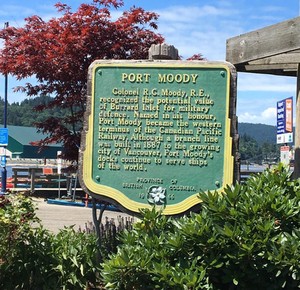 PORT MOODY
Colonel R.C. Moody, R.E.,
recognized the potential value
of Burrard Inlet for military
defence. Named in his honour,
Port Moody became the western
terminus of the Canadian Pacific
Railway. Although a branch line
was built in 1887 to the growing
city of Vancouver, Port Moody's
docks continue to serve ships
of the world.
PROVINCE OF
BRITISH COLUMBIA
19 66